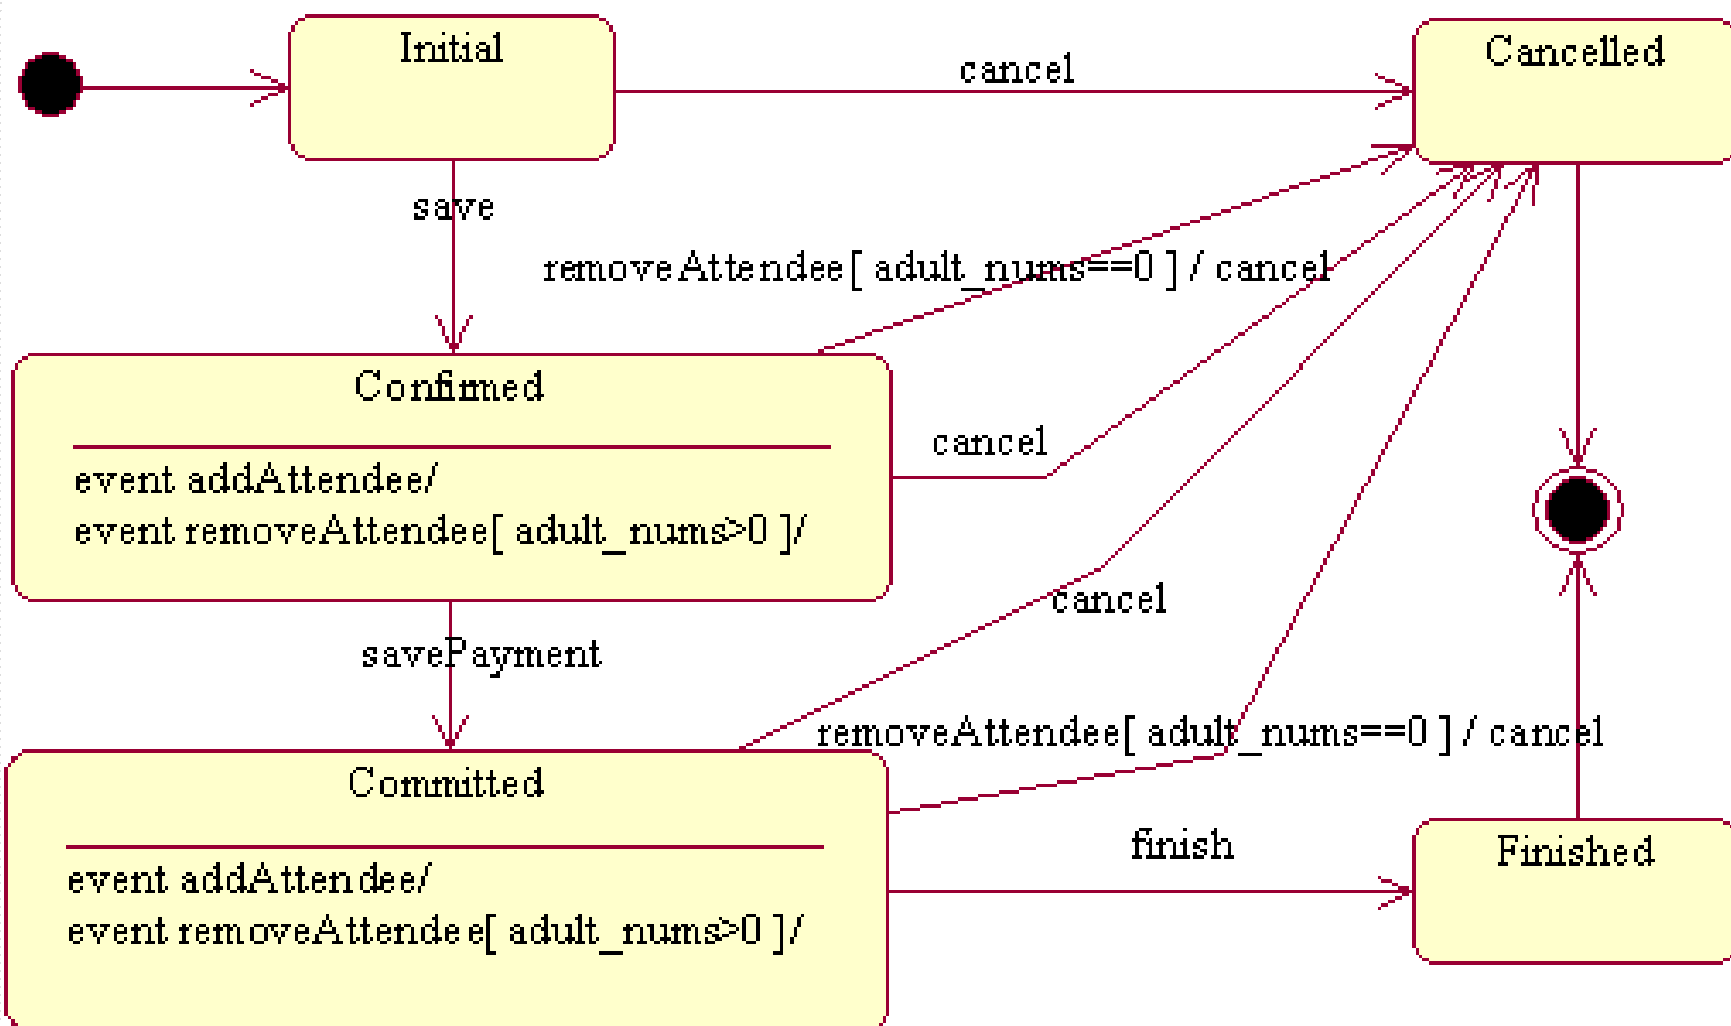 Initial
Cancelled
cancel
save
removeAttendee[ adult_nums==0 ] / cancel
Confirmed
cancel
event addAttendee/
event removeAttendee[ adult_nums>0 ]/
cancel
savePayment
removeAttendee[ adult_nums==0 ] / cancel
Committed
finish
Finished
event addAttendee/
event removeAttendee[ adult_nums>0 ]/